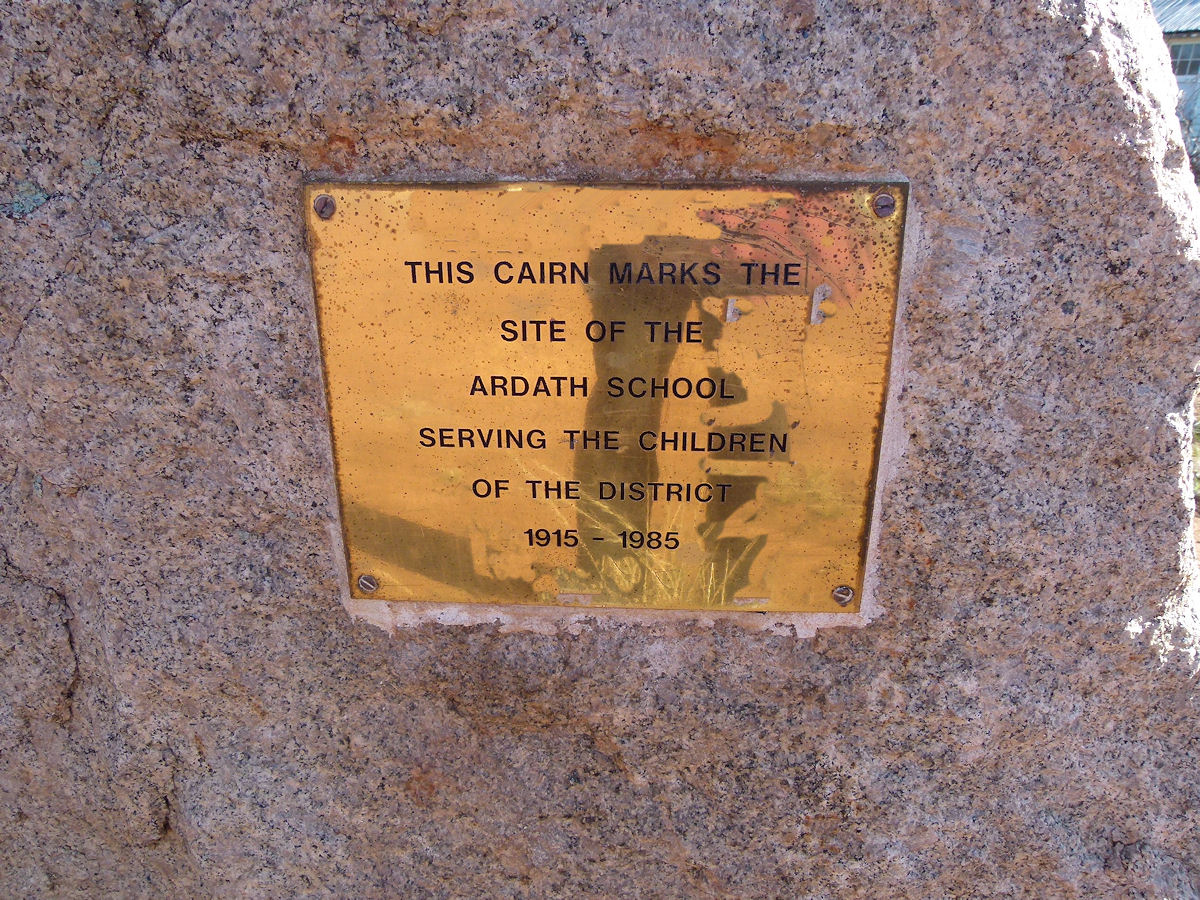 THIS CAIRN MARKS THE
SITE OF THE
ARDATH SCHOOL
SERVING THE CHILDREN
OF THE DISTRICT
1915 - 1985